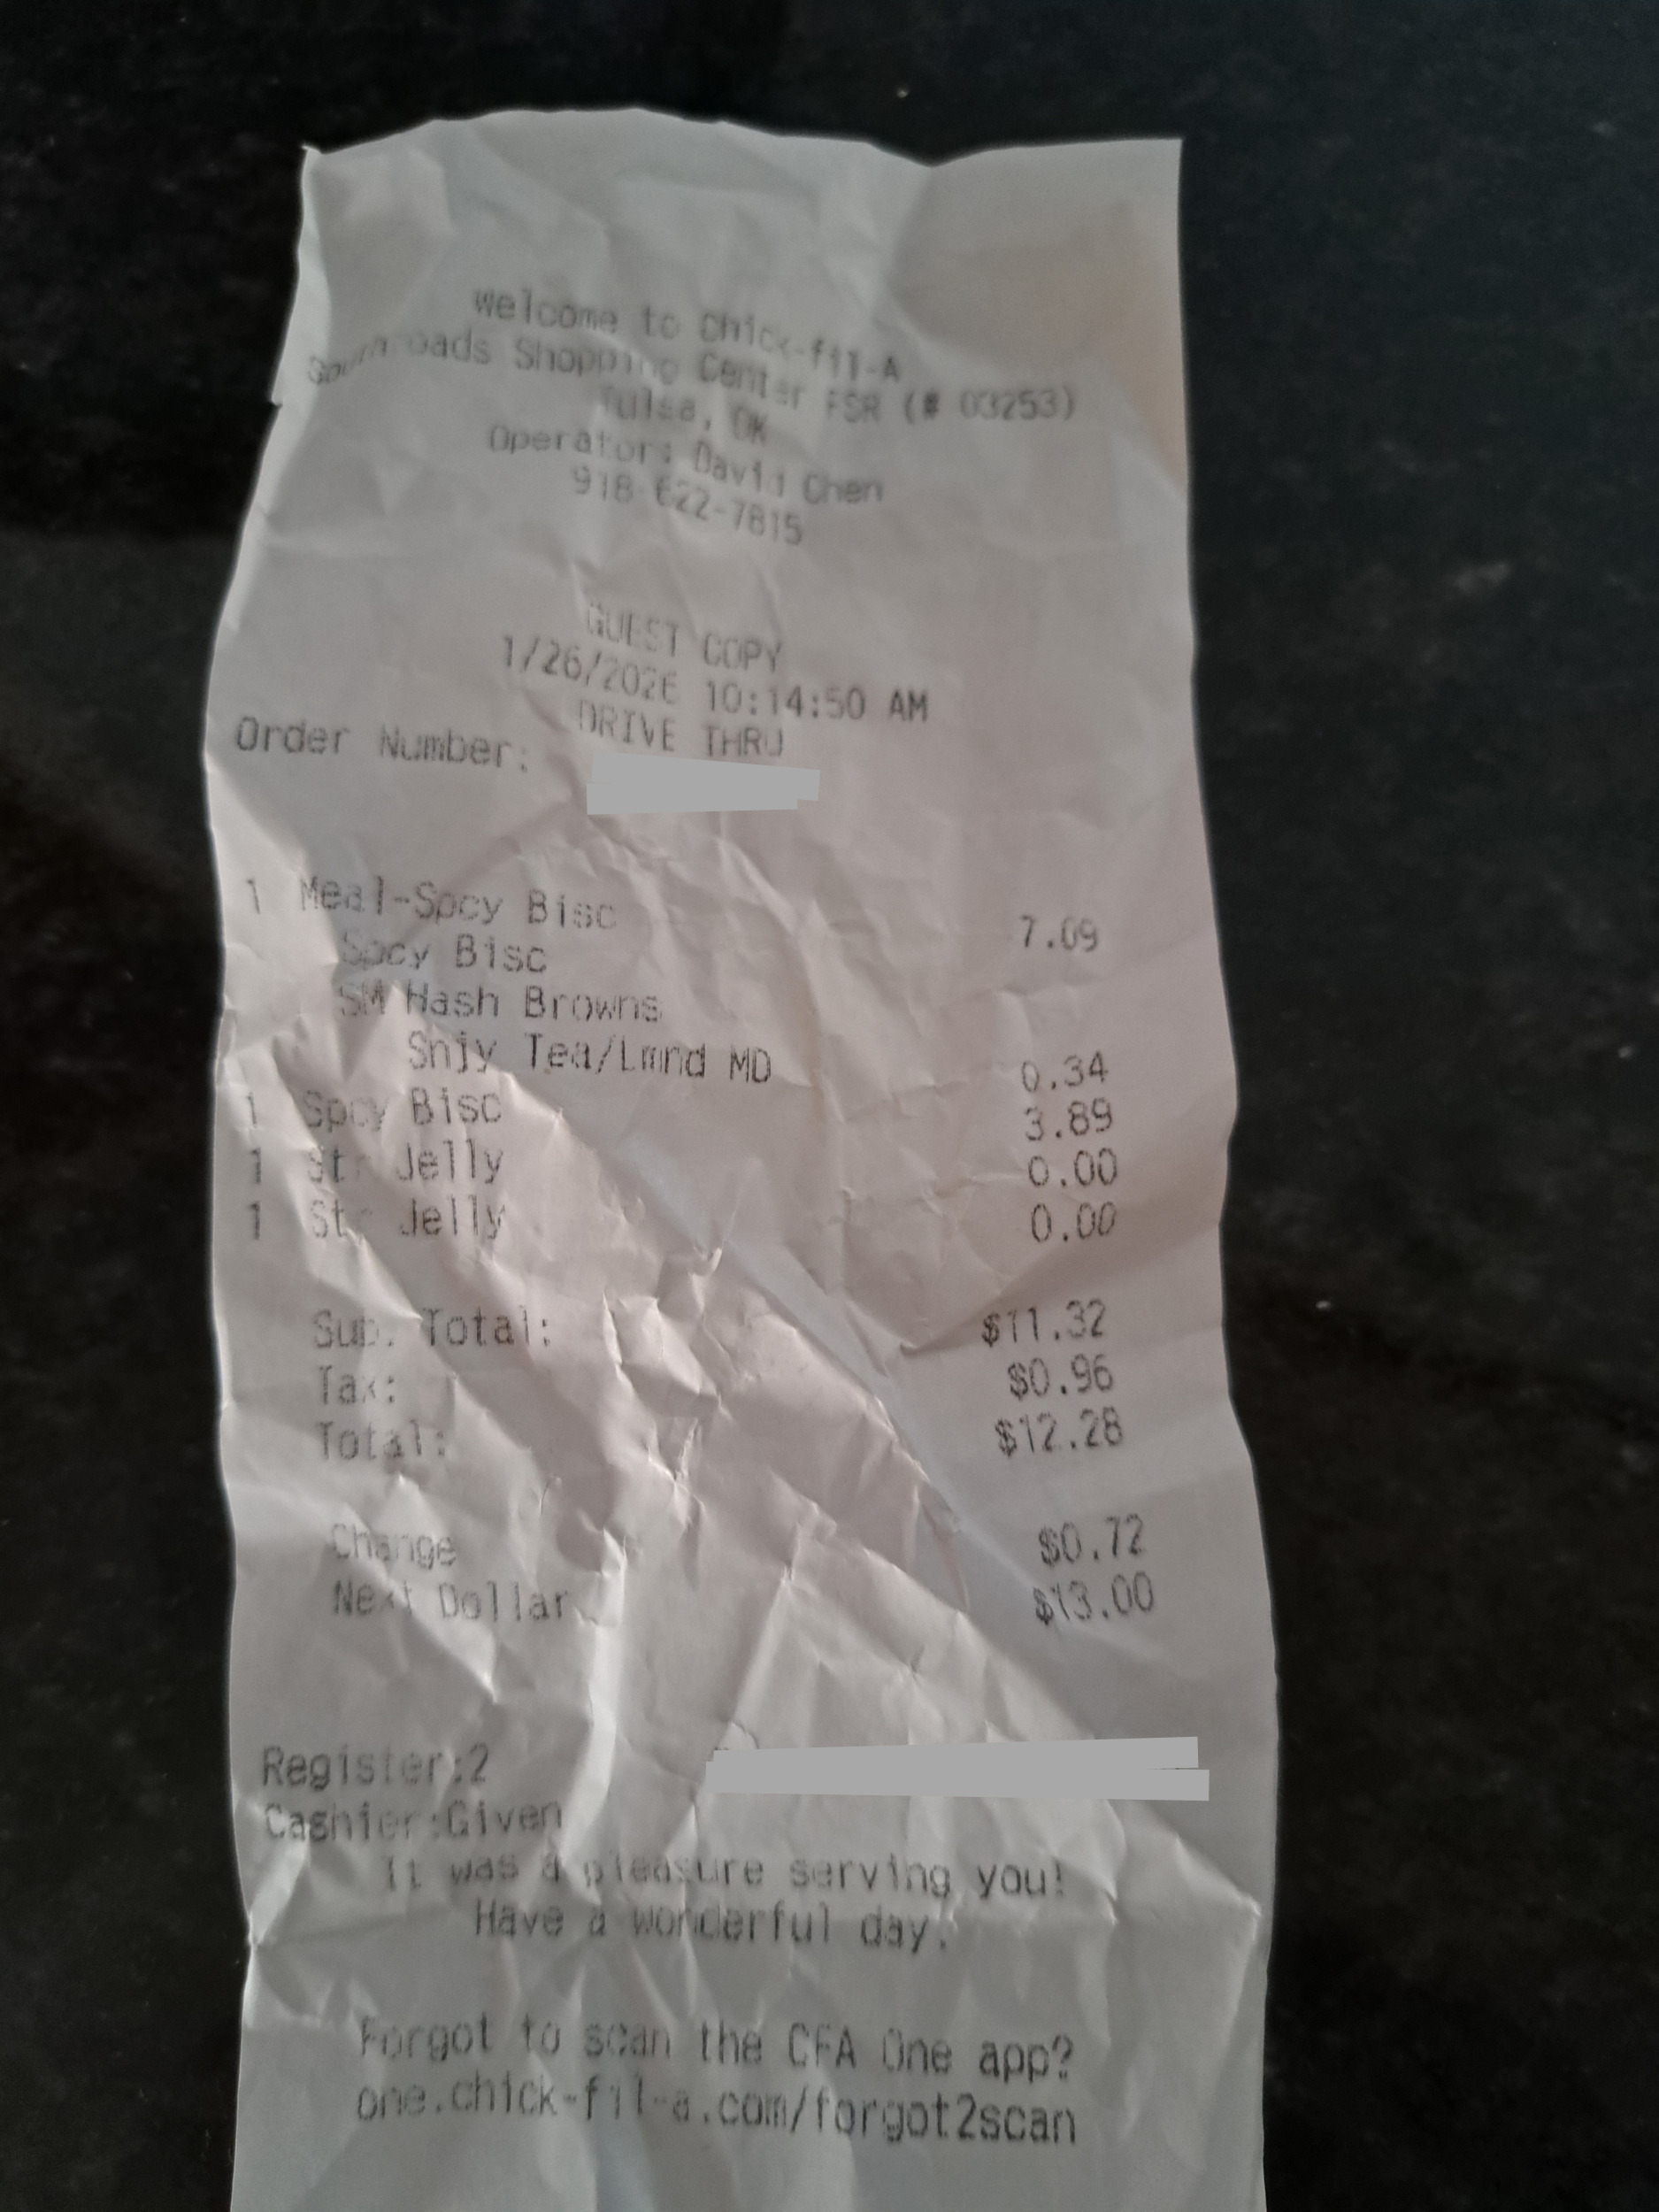 Welcome to Chick-fil-A
Southroads Shopping Center FSR (# 03253)
Tulsa, OK
Operator: David Chen
918-622-7815
GUEST COPY
1/26/2026 10:14:50 AM
DRIVE THRU
Order Number:
1 Meal-Spcy Bisc 7.09
Spcy Bisc
SM Hash Browns
Snjy Tea/Lmnd MD 0.34
1 Spcy Bisc 3.89
1 Str Jelly 0.00
1 Str Jelly 0.00
Sub. Total: $11.32
Tax: $0.96
Total: $12.28
Change $0.72
Next Dollar $13.00
Register:2
Cashier:Given
It was a pleasure serving you!
Have a wonderful day.
Forgot to scan the CFA One app?
one.chick-fil-a.com/forgot2scan